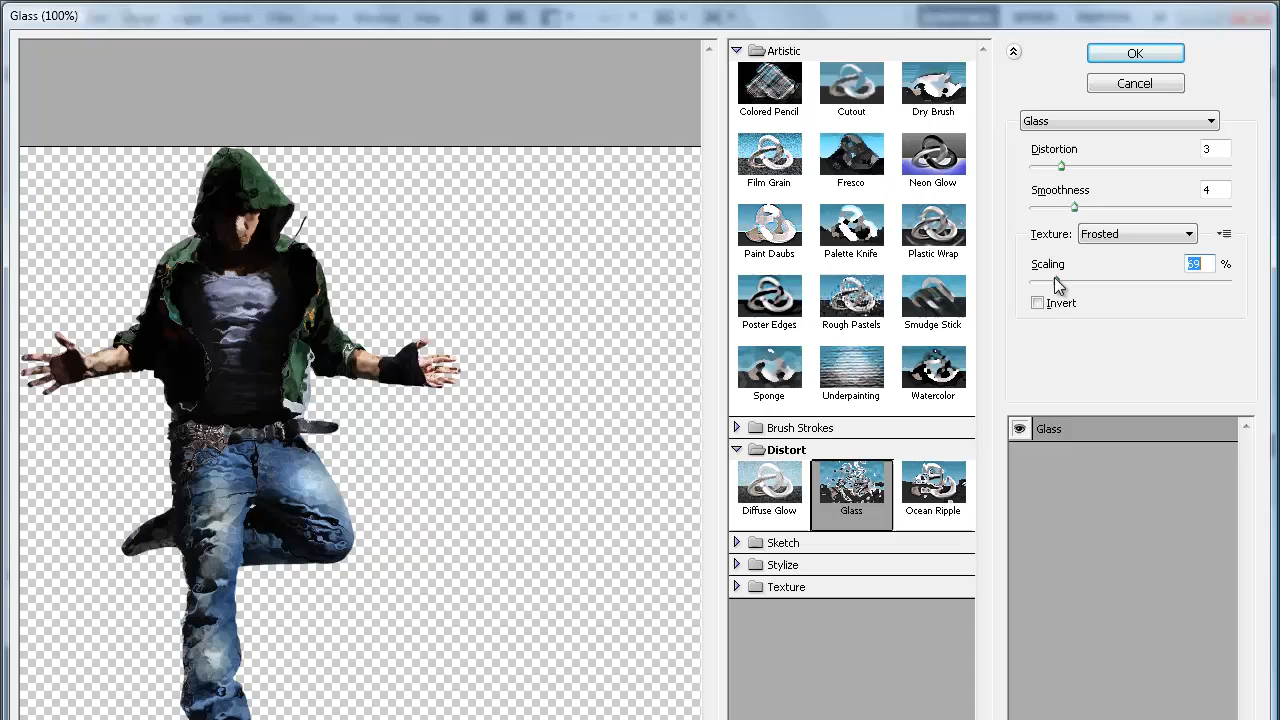 Glass (100%)
Artistic
Colored Pencil
Cutout
Dry Brush
Film Grain
Fresco
Neon Glow
Paint Daubs
Palette Knife
Plastic Wrap
Poster Edges
Rough Pastels
Smudge Stick
Sponge
Underpainting
Watercolor
Brush Strokes
Distort
Diffuse Glow
Glass
Ocean Ripple
Sketch
Stylize
Texture
OK
Cancel
Glass
Distortion 3
Smoothness 4
Texture: Frosted
Scaling 69 %
Invert
Glass